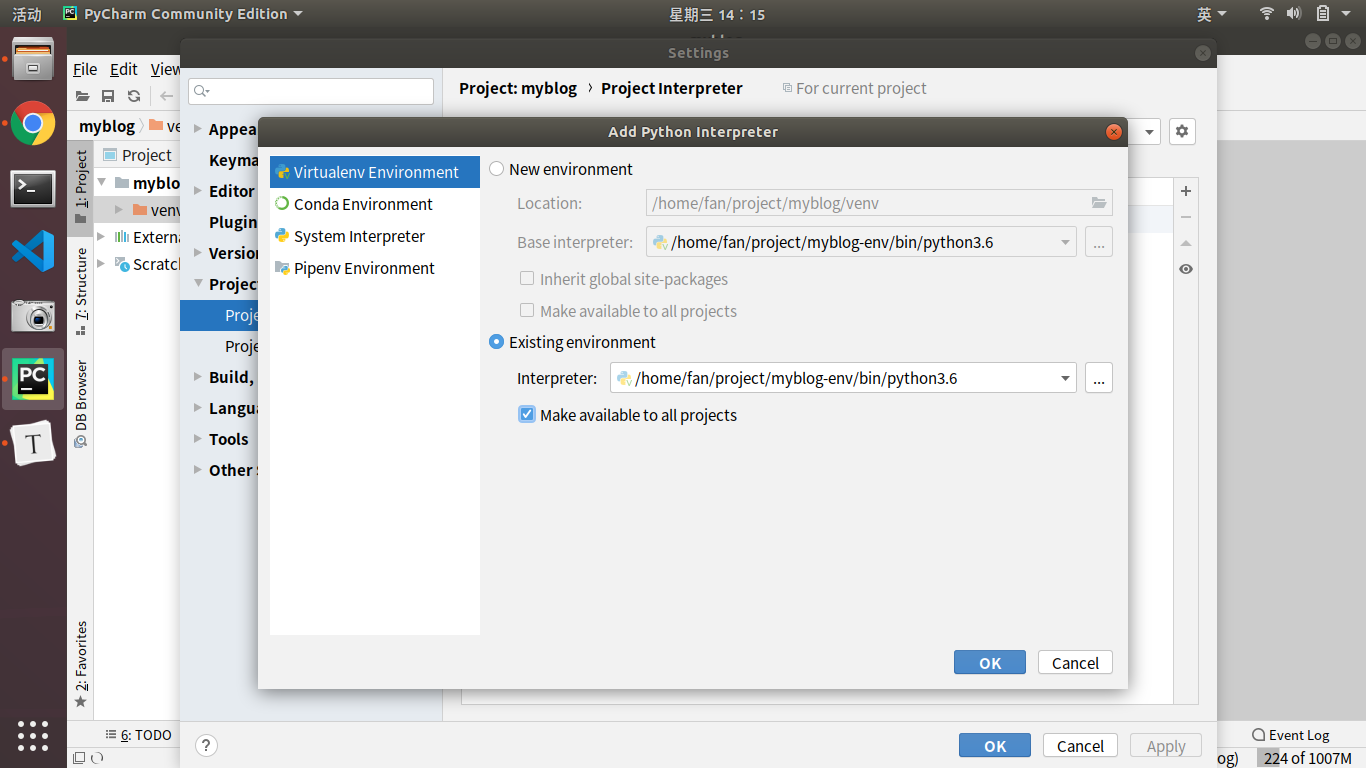 活动 PyCharm Community Edition 星期三 14：15 英
Settings
File Edit View
Project: myblog › Project Interpreter For current project
myblog
Add Python Interpreter
Appea
Keyma
Editor
Plugin
Version
Project
Build,
Langua
Tools
Other
1: Project
7: Structure
DB Browser
2: Favorites
Project
myblo
venv
Externa
Scratch
Virtualenv Environment
Conda Environment
System Interpreter
Pipenv Environment
New environment
Location: /home/fan/project/myblog/venv
Base interpreter: /home/fan/project/myblog-env/bin/python3.6 ...
Inherit global site-packages
Make available to all projects
Existing environment
Interpreter: /home/fan/project/myblog-env/bin/python3.6 ...
Make available to all projects
OK Cancel
6: TODO
? OK Cancel Apply
Event Log
og) 224 of 1007M
PC
T